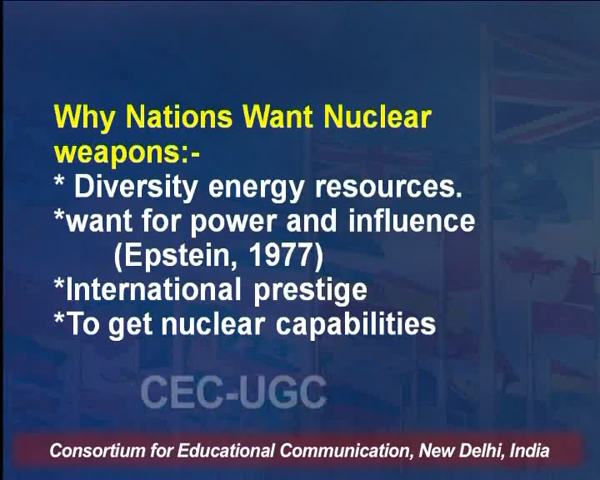 Why Nations Want Nuclear
weapons:-
* Diversity energy resources.
*want for power and influence
(Epstein, 1977)
*International prestige
*To get nuclear capabilities
CEC-UGC
Consortium for Educational Communication, New Delhi, India